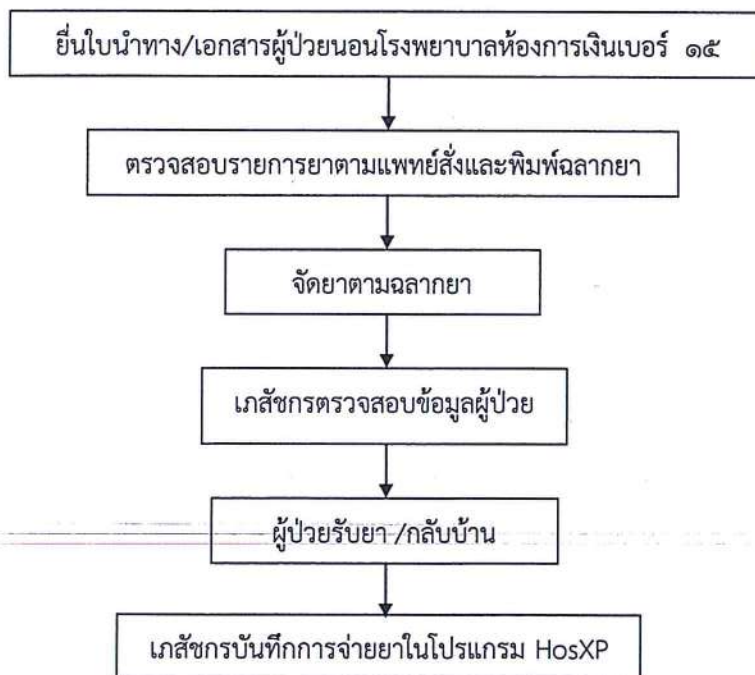 ยื่นใบนำทาง/เอกสารผู้ป่วยนอนโรงพยาบาลห้องการเงินเบอร์ ๑๕
ตรวจสอบรายการยาตามแพทย์สั่งและพิมพ์ฉลากยา
จัดยาตามฉลากยา
เภสัชกรตรวจสอบข้อมูลผู้ป่วย
ผู้ป่วยรับยา /กลับบ้าน
เภสัชกรบันทึกการจ่ายยาในโปรแกรม HosXP